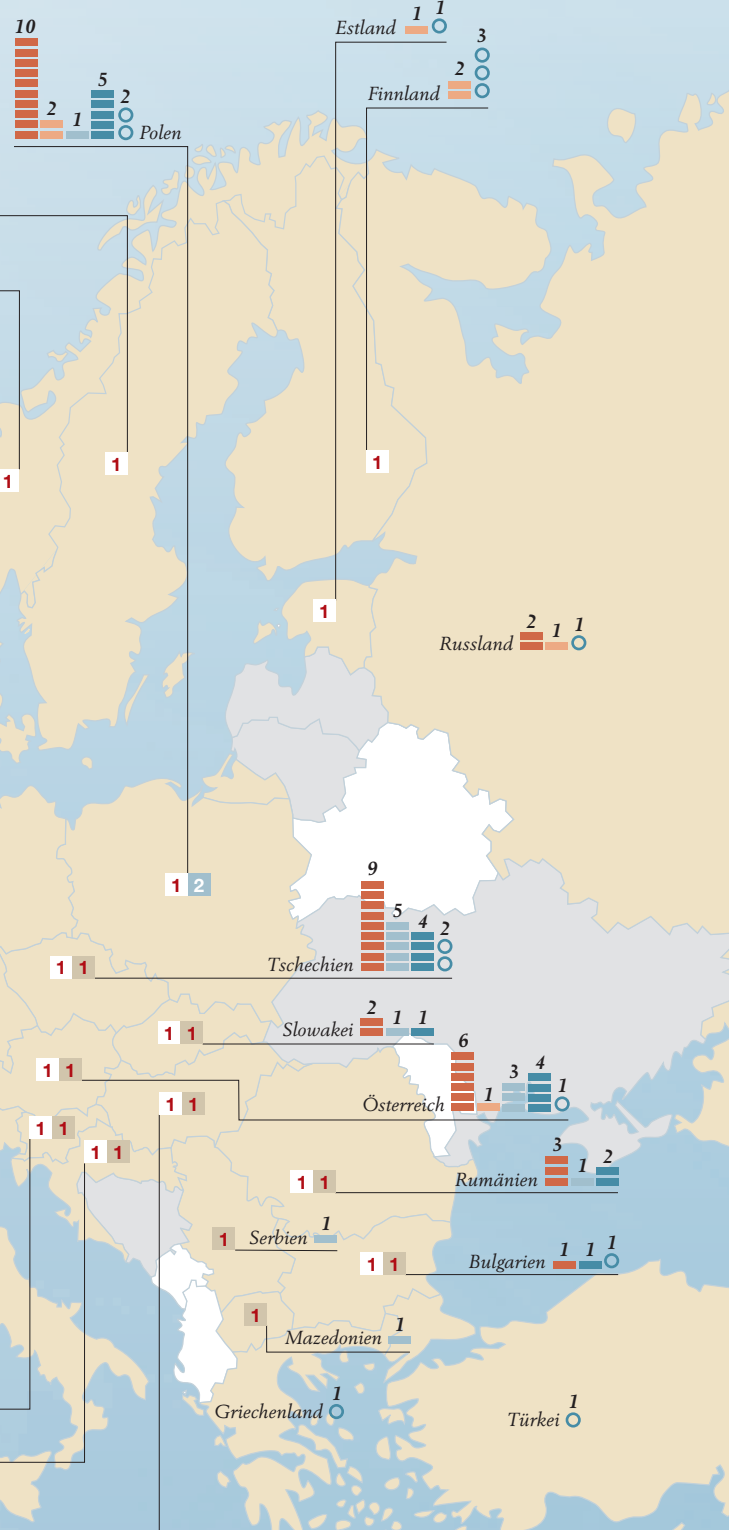 1 1
Estland
3
2
Finnland
10
2 1 5 2
Polen
1
1
1
1
2 1 1
Russland
1 2
9
5 4 2
1 1 Tschechien
2 1 1
1 1 Slowakei
6
1 3 4 1
1 1
Österreich
1 1
1 1
1 1
3 1 2
1 1 Rumänien
1
1 Serbien
1 1 1
1 1 Bulgarien
1
1
Mazedonien
1
Griechenland
1
Türkei